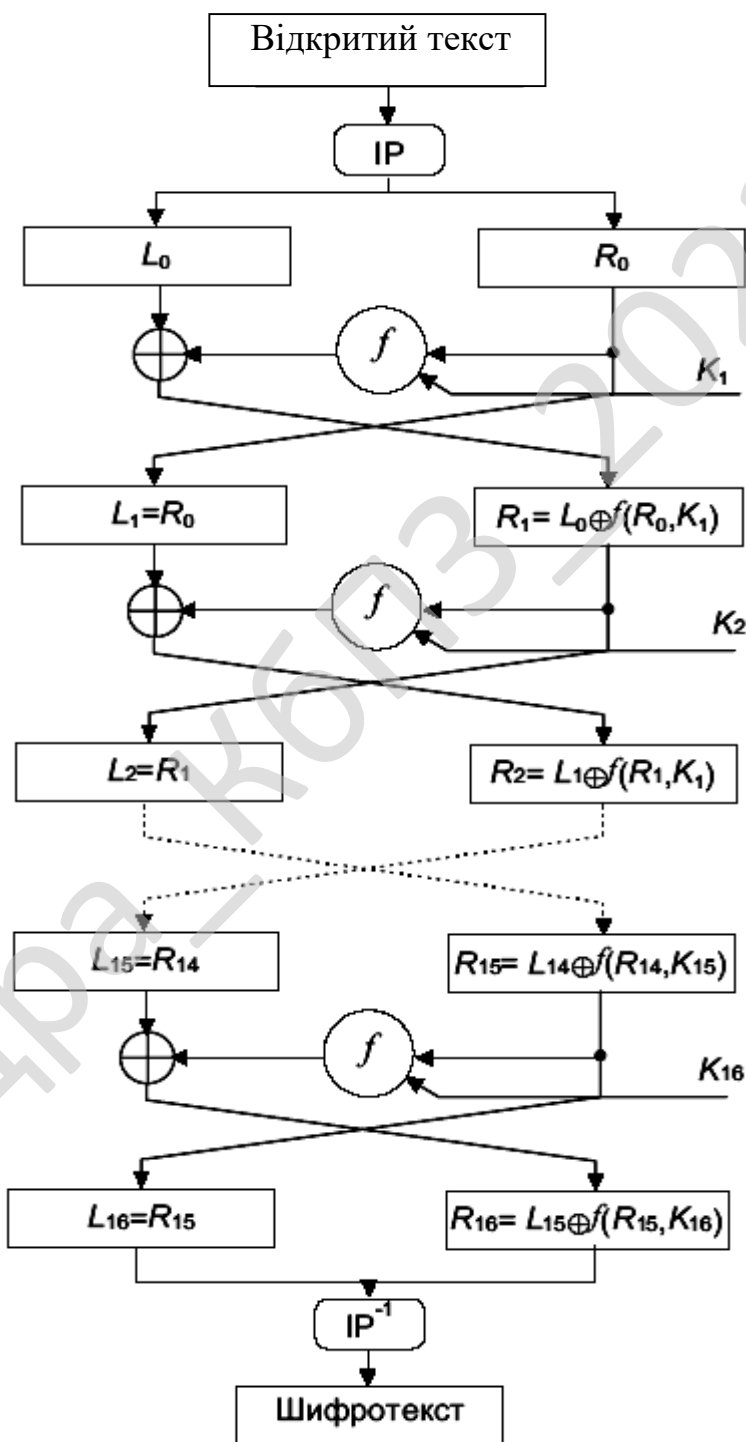 Відкритий текст
IP
L₀
R₀
f
K₁
L₁=R₀
R₁= L₀⊕f(R₀,K₁)
f
K₂
L₂=R₁
R₂= L₁⊕f(R₁,K₁)
L₁₅=R₁₄
R₁₅= L₁₄⊕f(R₁₄,K₁₅)
f
K₁₆
L₁₆=R₁₅
R₁₆= L₁₅⊕f(R₁₅,K₁₆)
IP⁻¹
Шифротекст
дра_КбПЗ_202